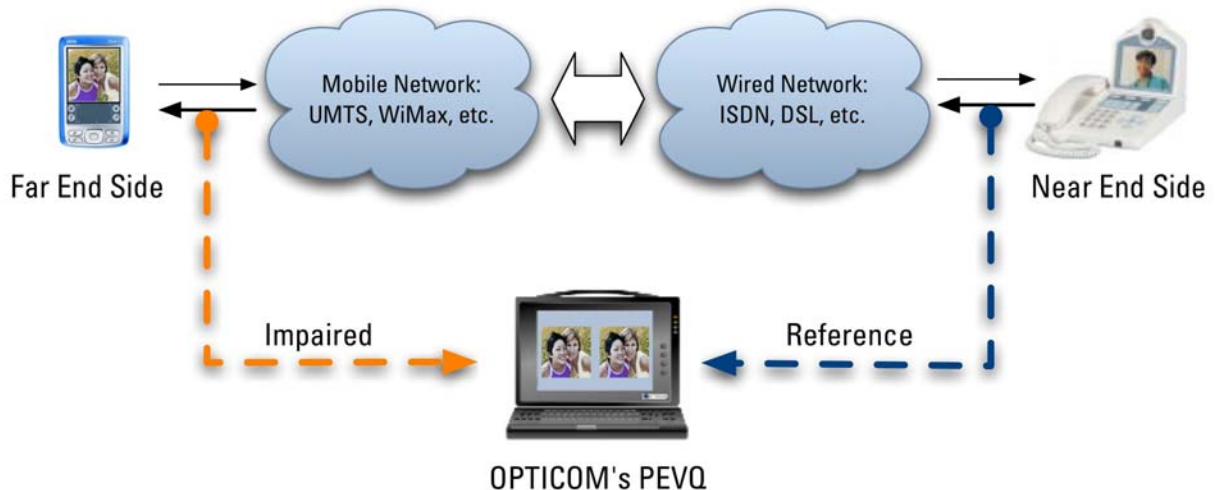 Mobile Network:
UMTS, WiMax, etc.
Wired Network:
ISDN, DSL, etc.
Far End Side
Near End Side
Impaired
Reference
OPTICOM's PEVQ